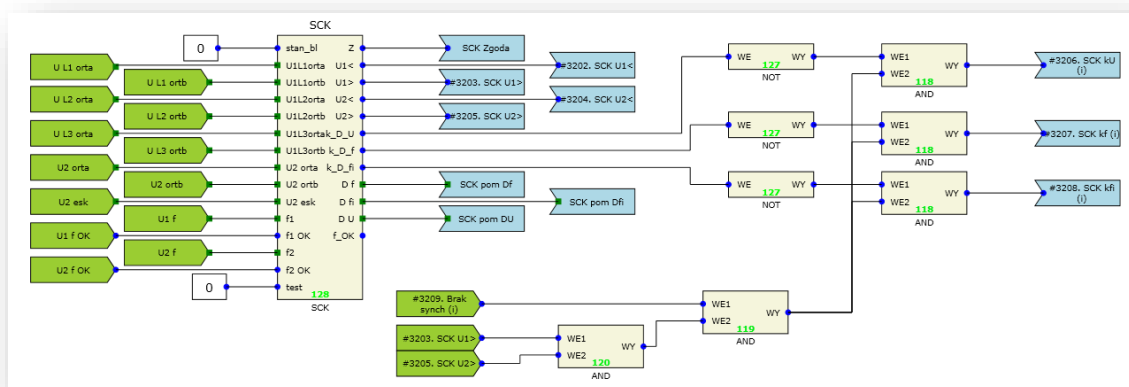 SCK
0
stan_bl
Z
SCK Zgoda
U L1 orta
U1L1orta
U1<
#3202. SCK U1<
U L1 ortb
U1L1ortb
U1>
#3203. SCK U1>
U L2 orta
U1L2orta
U2<
#3204. SCK U2<
U L2 ortb
U1L2ortb
U2>
#3205. SCK U2>
U L3 orta
U1L3orta
k_D_U
U L3 ortb
U1L3ortb
k_D_f
U2 orta
U2 orta
k_D_fi
U2 ortb
U2 ortb
D f
SCK pom Df
U2 esk
U2 esk
D fi
SCK pom Dfi
U1 f
f1
D U
SCK pom DU
U1 f OK
f1 OK
f_OK
U2 f
f2
U2 f OK
f2 OK
0
test
128
SCK
WE
WY
127
NOT
WE1
WY
WE2
118
AND
#3206. SCK kU
(i)
WE
WY
127
NOT
WE1
WY
WE2
118
AND
#3207. SCK kf (i)
WE
WY
127
NOT
WE1
WY
WE2
118
AND
#3208. SCK kfi
(i)
#3209. Brak
synch (i)
WE1
WE2
WY
119
AND
#3203. SCK U1>
#3205. SCK U2>
WE1
WE2
WY
120
AND